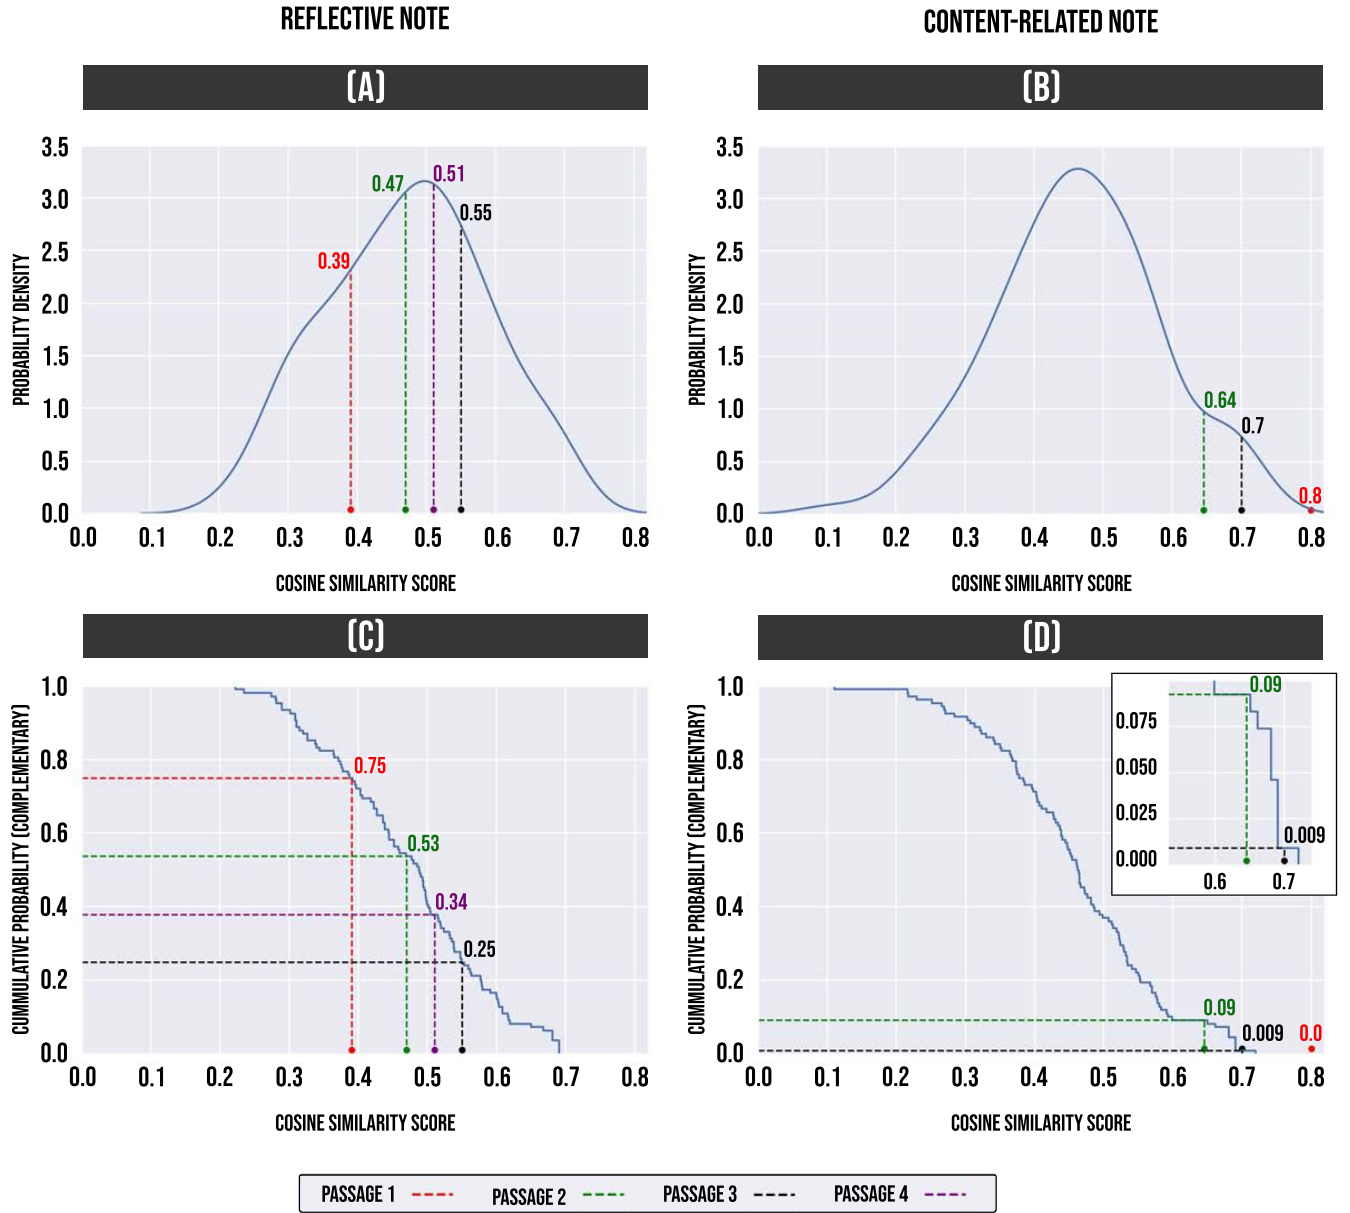 REFLECTIVE NOTE
CONTENT-RELATED NOTE
(A)
(B)
3.5
3.0
2.5
2.0
1.5
1.0
0.5
0.0
PROBABILITY DENSITY
0.39
0.47
0.51
0.55
0.0 0.1 0.2 0.3 0.4 0.5 0.6 0.7 0.8
COSINE SIMILARITY SCORE
3.5
3.0
2.5
2.0
1.5
1.0
0.5
0.0
PROBABILITY DENSITY
0.64
0.7
0.8
0.0 0.1 0.2 0.3 0.4 0.5 0.6 0.7 0.8
COSINE SIMILARITY SCORE
(C)
(D)
1.0
0.8
0.6
0.4
0.2
0.0
CUMMULATIVE PROBABILITY (COMPLEMENTARY)
0.75
0.53
0.34
0.25
0.0 0.1 0.2 0.3 0.4 0.5 0.6 0.7 0.8
COSINE SIMILARITY SCORE
1.0
0.8
0.6
0.4
0.2
0.0
CUMMULATIVE PROBABILITY (COMPLEMENTARY)
0.09
0.075
0.050
0.025
0.000
0.009
0.6 0.7
0.09
0.009
0.0
0.0 0.1 0.2 0.3 0.4 0.5 0.6 0.7 0.8
COSINE SIMILARITY SCORE
PASSAGE 1 PASSAGE 2 PASSAGE 3 PASSAGE 4